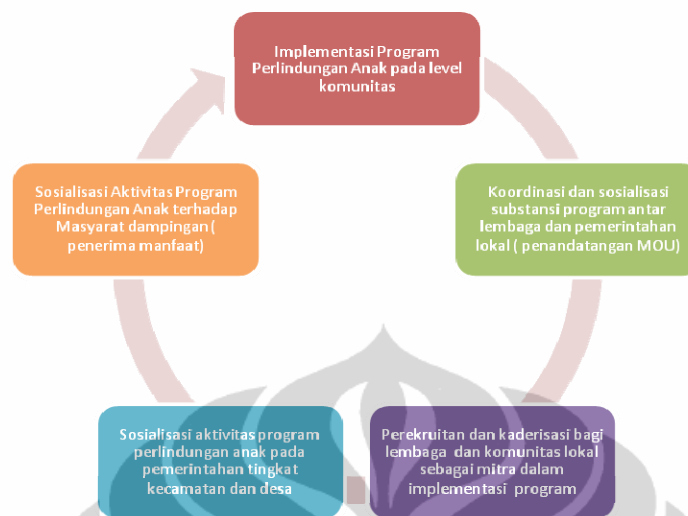 Implementasi Program
Perlindungan Anak pada level
komunitas
Koordinasi dan sosialisasi
substansi program antar
lembaga dan pemerintahan
lokal ( penandatangan MOU)
Perekruitan dan kaderisasi bagi
lembaga dan komunitas lokal
sebagai mitra dalam
implementasi program
Sosialisasi aktivitas program
perlindungan anak pada
pemerintahan tingkat
kecamatan dan desa
Sosialisasi Aktivitas Program
Perlindungan Anak terhadap
Masyarat dampingan (
penerima manfaat)